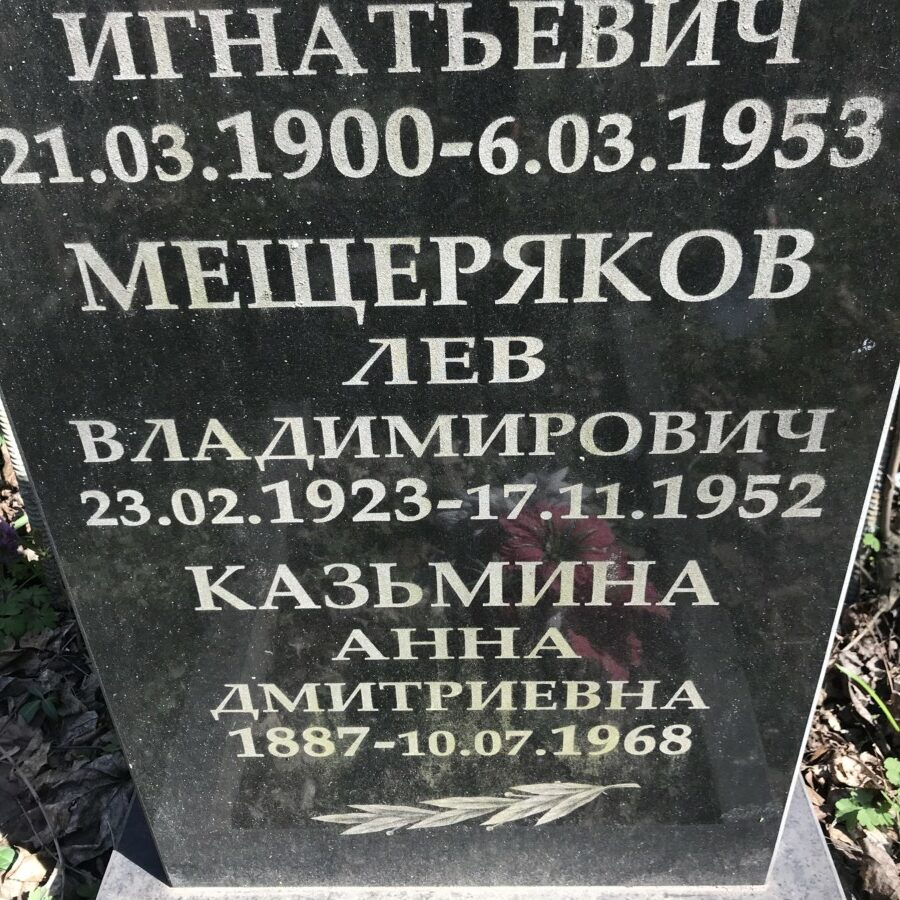 ИГНАТЬЕВИЧ
21.03.1900-6.03.1953
МЕЩЕРЯКОВ
ЛЕВ
ВЛАДИМИРОВИЧ
23.02.1923-17.11.1952
КАЗЬМИНА
АННА
ДМИТРИЕВНА
1887-10.07.1968